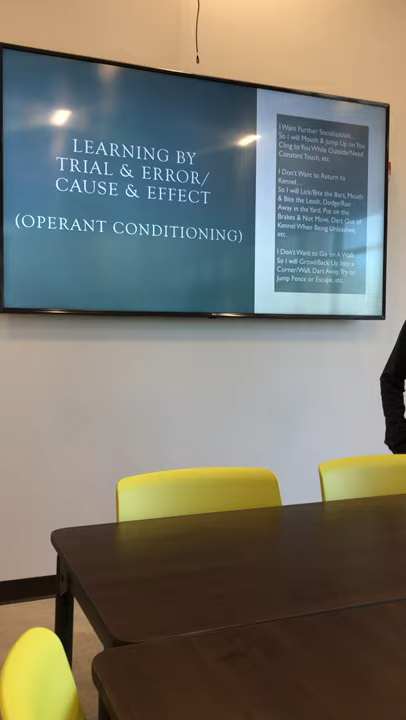 LEARNING BY
TRIAL & ERROR/
CAUSE & EFFECT
(OPERANT CONDITIONING)
I Want Further Socialization...
So I will Mouth & Jump Up on You
Cling to You While Outside/Need
Constant Touch, etc.
I Don't Want to Return to
Kennel...
So I will Lick/Bite the Bars, Mouth
& Bite the Leash, Dodge/Run
Away in the Yard, Put on the
Brakes & Not Move, Dart Out of
Kennel When Being Unleashed,
etc.
I Don't Want to Go on A Walk
So I will Growl/Back Up Into a
Corner/Wall, Dart Away, Try to
Jump Fence or Escape, etc.